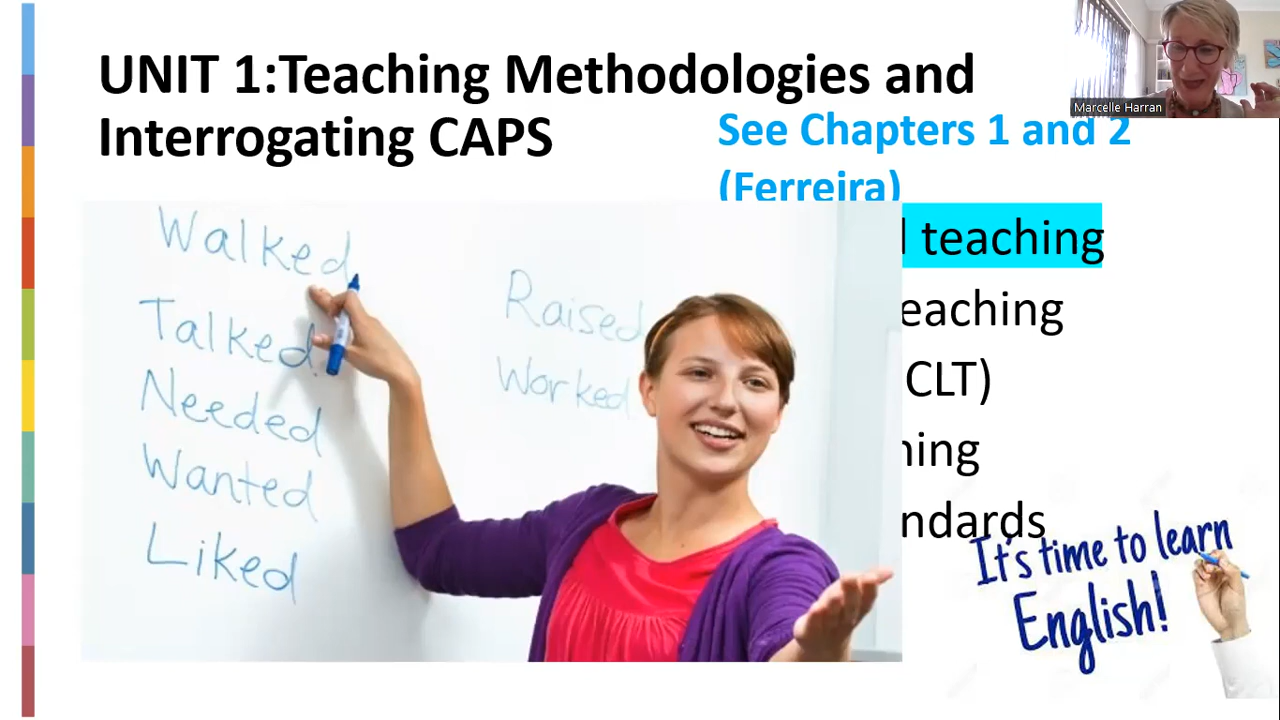 UNIT 1:Teaching Methodologies and
Interrogating CAPS
Marcelle Harran
See Chapters 1 and 2
(Ferreira)
teaching
eaching
CLT)
ning
ndards
Walked
Talked
Needed
Wanted
Liked
Raised
Worked
It's time to learn
English!